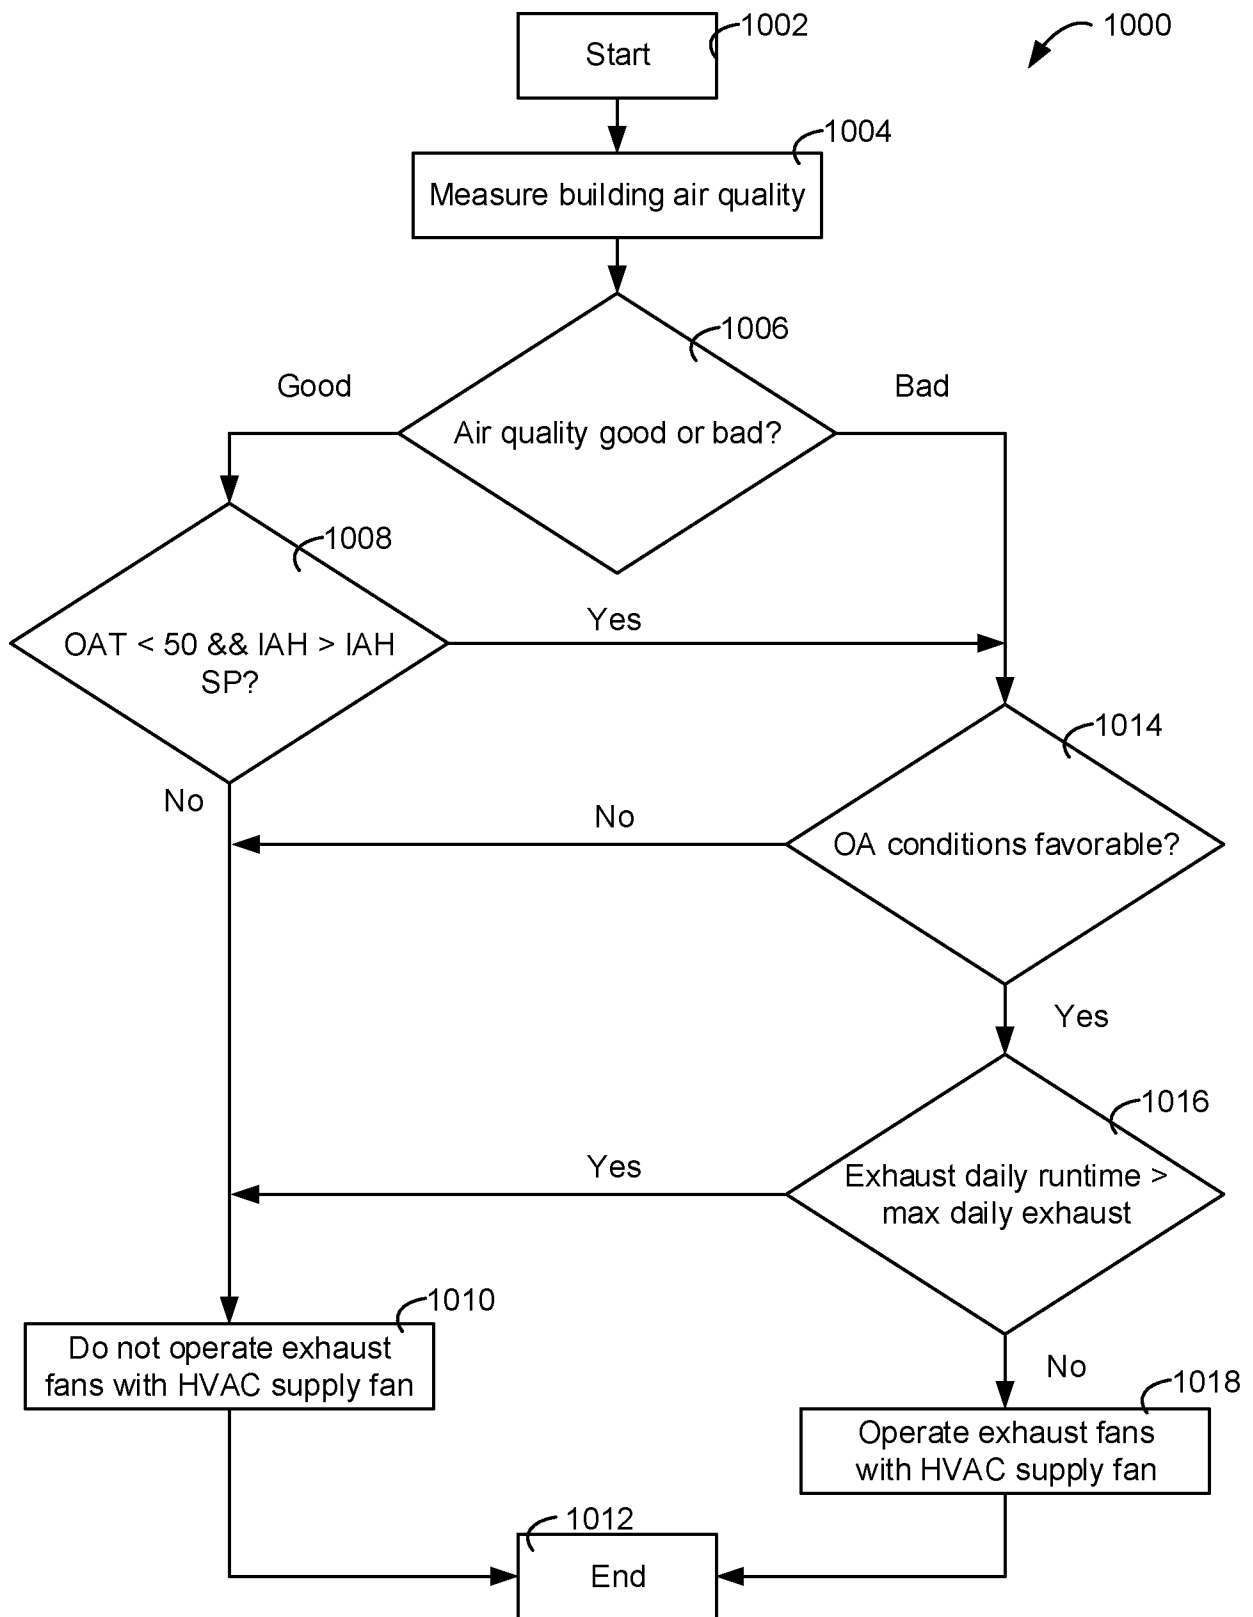 1002
1000
Start
1004
Measure building air quality
1006
Good
Bad
Air quality good or bad?
1008
Yes
OAT < 50 && IAH > IAH
SP?
1014
No
No
OA conditions favorable?
Yes
1016
Yes
Exhaust daily runtime >
max daily exhaust
1010
Do not operate exhaust
fans with HVAC supply fan
No
1018
Operate exhaust fans
with HVAC supply fan
1012
End